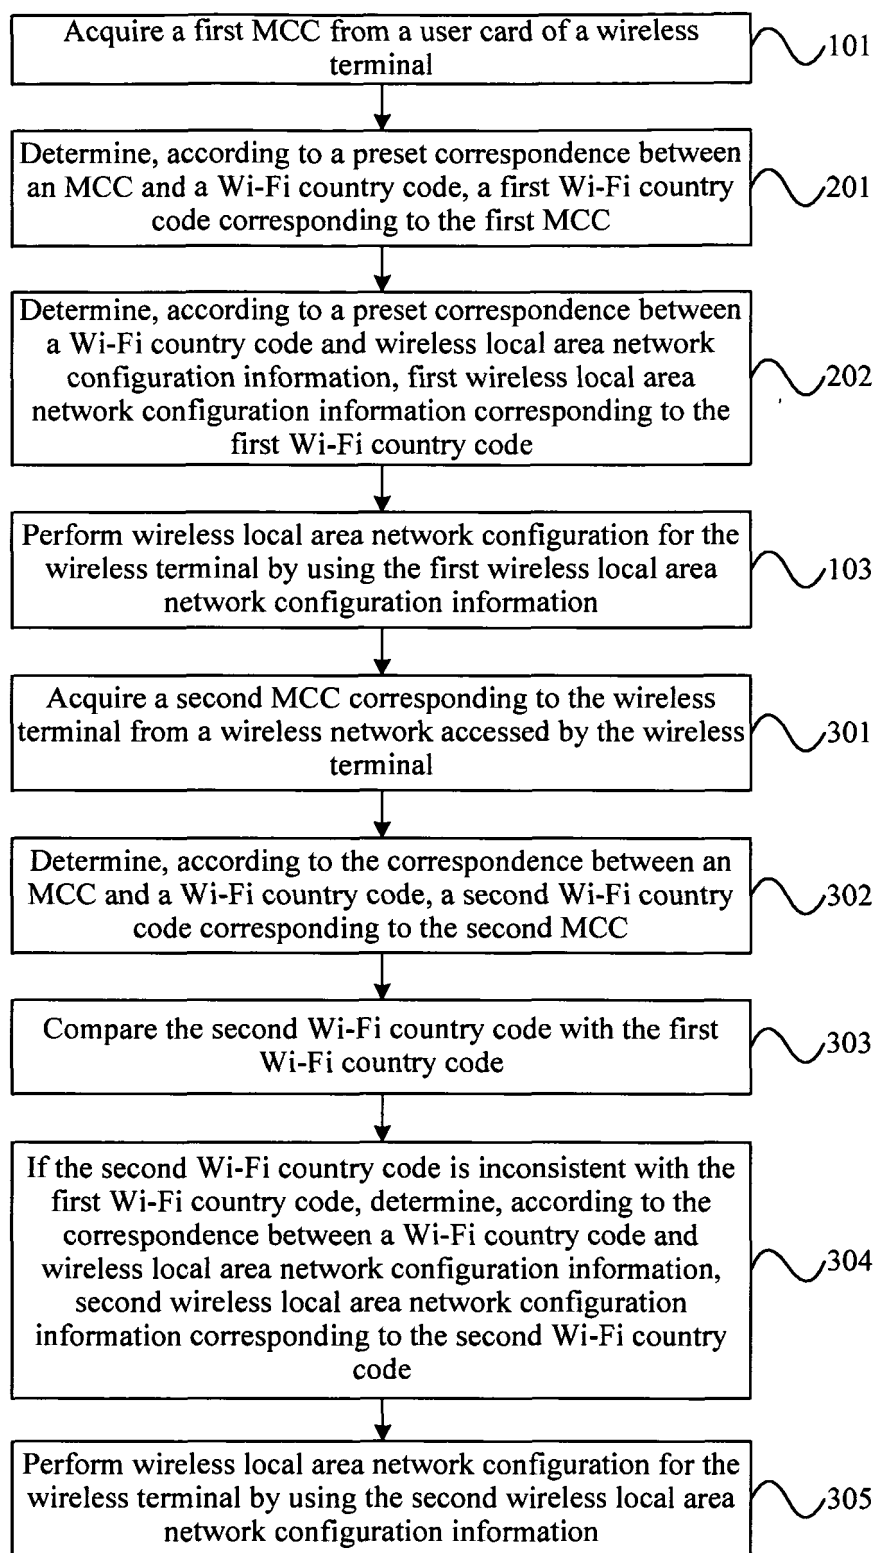 Acquire a first MCC from a user card of a wireless
terminal
101
Determine, according to a preset correspondence between
an MCC and a Wi-Fi country code, a first Wi-Fi country
code corresponding to the first MCC
201
Determine, according to a preset correspondence between
a Wi-Fi country code and wireless local area network
configuration information, first wireless local area
network configuration information corresponding to the
first Wi-Fi country code
202
Perform wireless local area network configuration for the
wireless terminal by using the first wireless local area
network configuration information
103
Acquire a second MCC corresponding to the wireless
terminal from a wireless network accessed by the wireless
terminal
301
Determine, according to the correspondence between an
MCC and a Wi-Fi country code, a second Wi-Fi country
code corresponding to the second MCC
302
Compare the second Wi-Fi country code with the first
Wi-Fi country code
303
If the second Wi-Fi country code is inconsistent with the
first Wi-Fi country code, determine, according to the
correspondence between a Wi-Fi country code and
wireless local area network configuration information,
second wireless local area network configuration
information corresponding to the second Wi-Fi country
code
304
Perform wireless local area network configuration for the
wireless terminal by using the second wireless local area
network configuration information
305